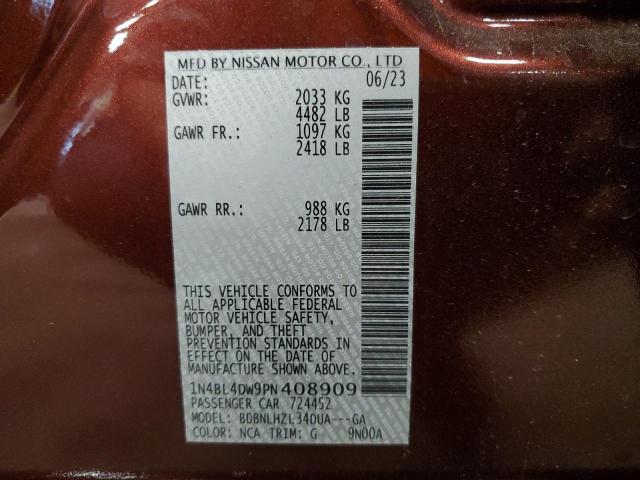 MFD BY NISSAN MOTOR CO., LTD
DATE: 06/23
GVWR: 2033 KG
4482 LB
GAWR FR.: 1097 KG
2418 LB
GAWR RR.: 988 KG
2178 LB
THIS VEHICLE CONFORMS TO
ALL APPLICABLE FEDERAL
MOTOR VEHICLE SAFETY,
BUMPER, AND THEFT
PREVENTION STANDARDS IN
EFFECT ON THE DATE OF
MANUFACTURE SHOWN ABOVE.
1N4BL4DW9PN408909
PASSENGER CAR 724452
MODEL: BDBNLHZL34DUA---GA
COLOR: NCA TRIM: G 9N00A